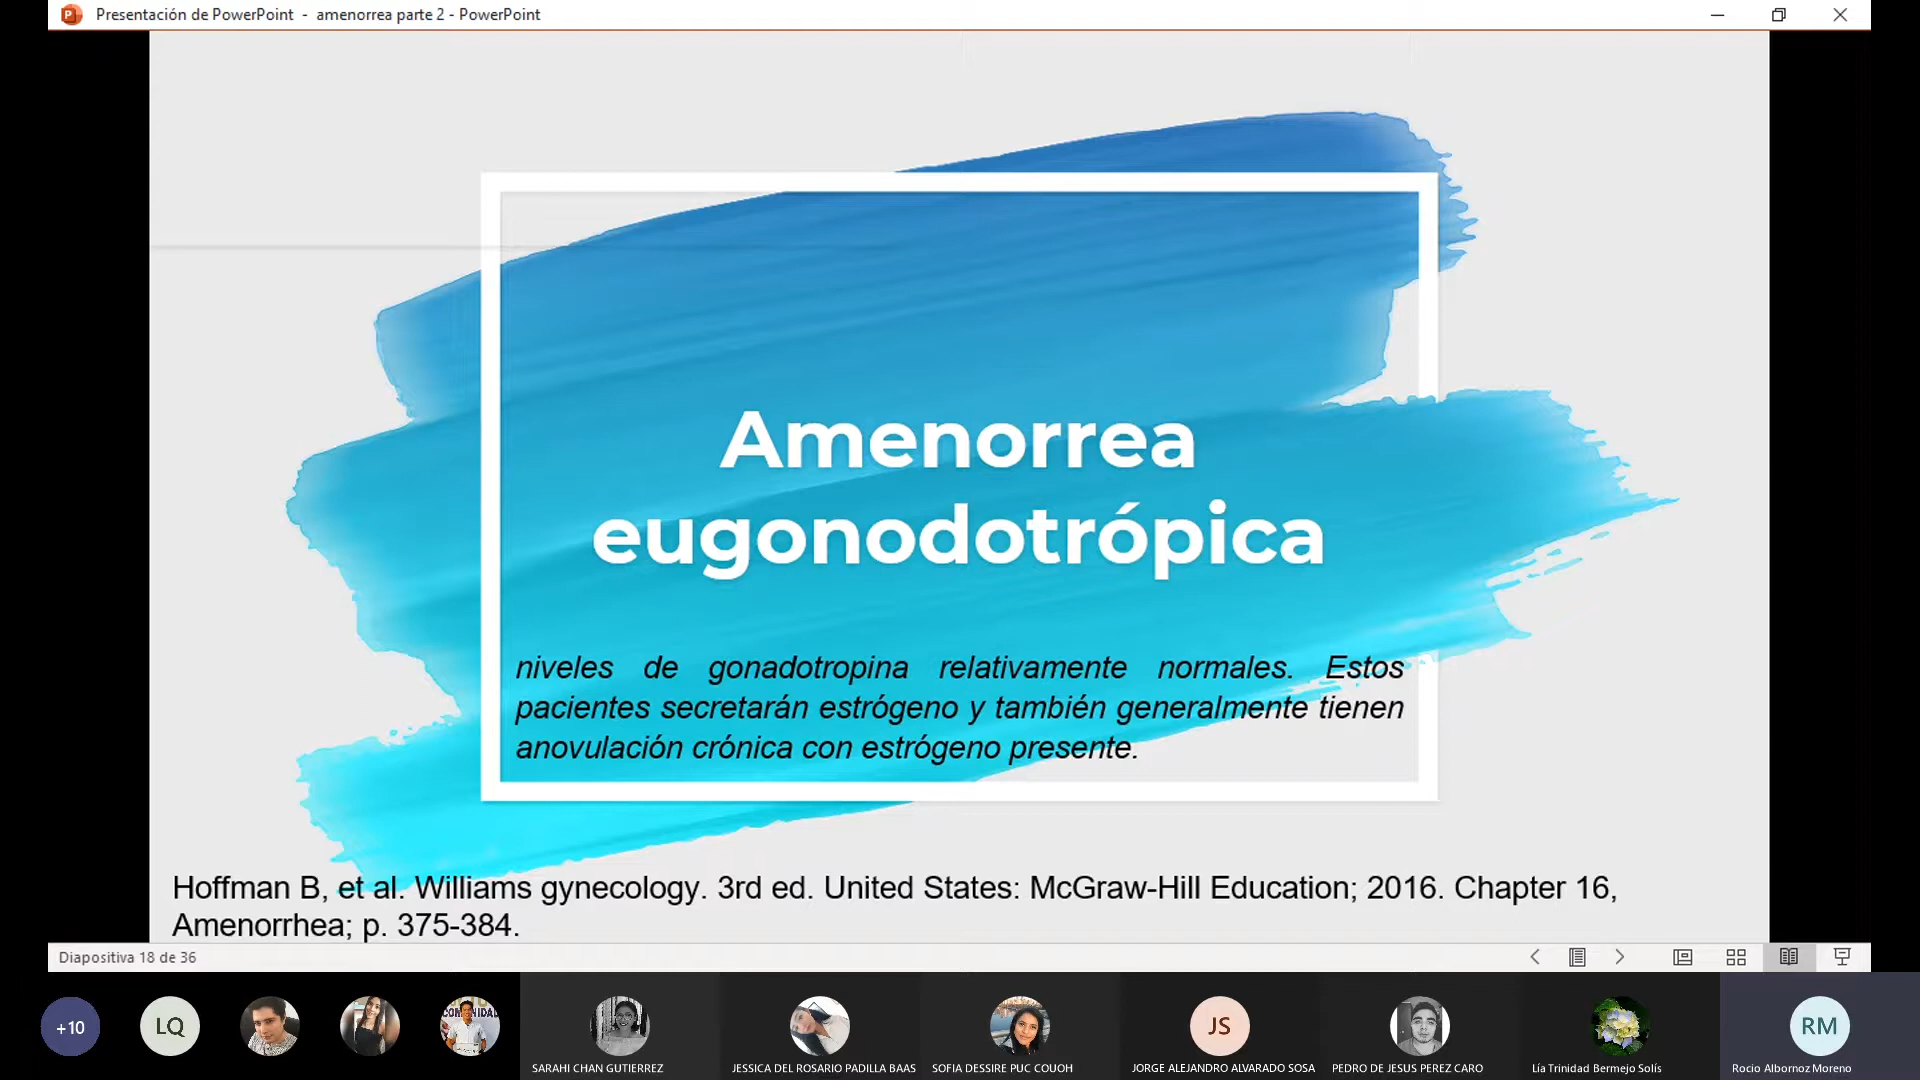 Presentación de PowerPoint - amenorrea parte 2 - PowerPoint
Amenorrea
eugonodotrópica
niveles de gonadotropina relativamente normales. Estos
pacientes secretarán estrógeno y también generalmente tienen
anovulación crónica con estrógeno presente.
Hoffman B, et al. Williams gynecology. 3rd ed. United States: McGraw-Hill Education; 2016. Chapter 16,
Amenorrhea; p. 375-384.
Diapositiva 18 de 36
+10
LQ
COMUNIDAD
JS
RM
SARAHI CHAN GUTIERREZ
JESSICA DEL ROSARIO PADILLA BAAS
SOFIA DESSIRE PUC COUOH
JORGE ALEJANDRO ALVARADO SOSA
PEDRO DE JESUS PEREZ CARO
Lía Trinidad Bermejo Solís
Rocio Albornoz Moreno